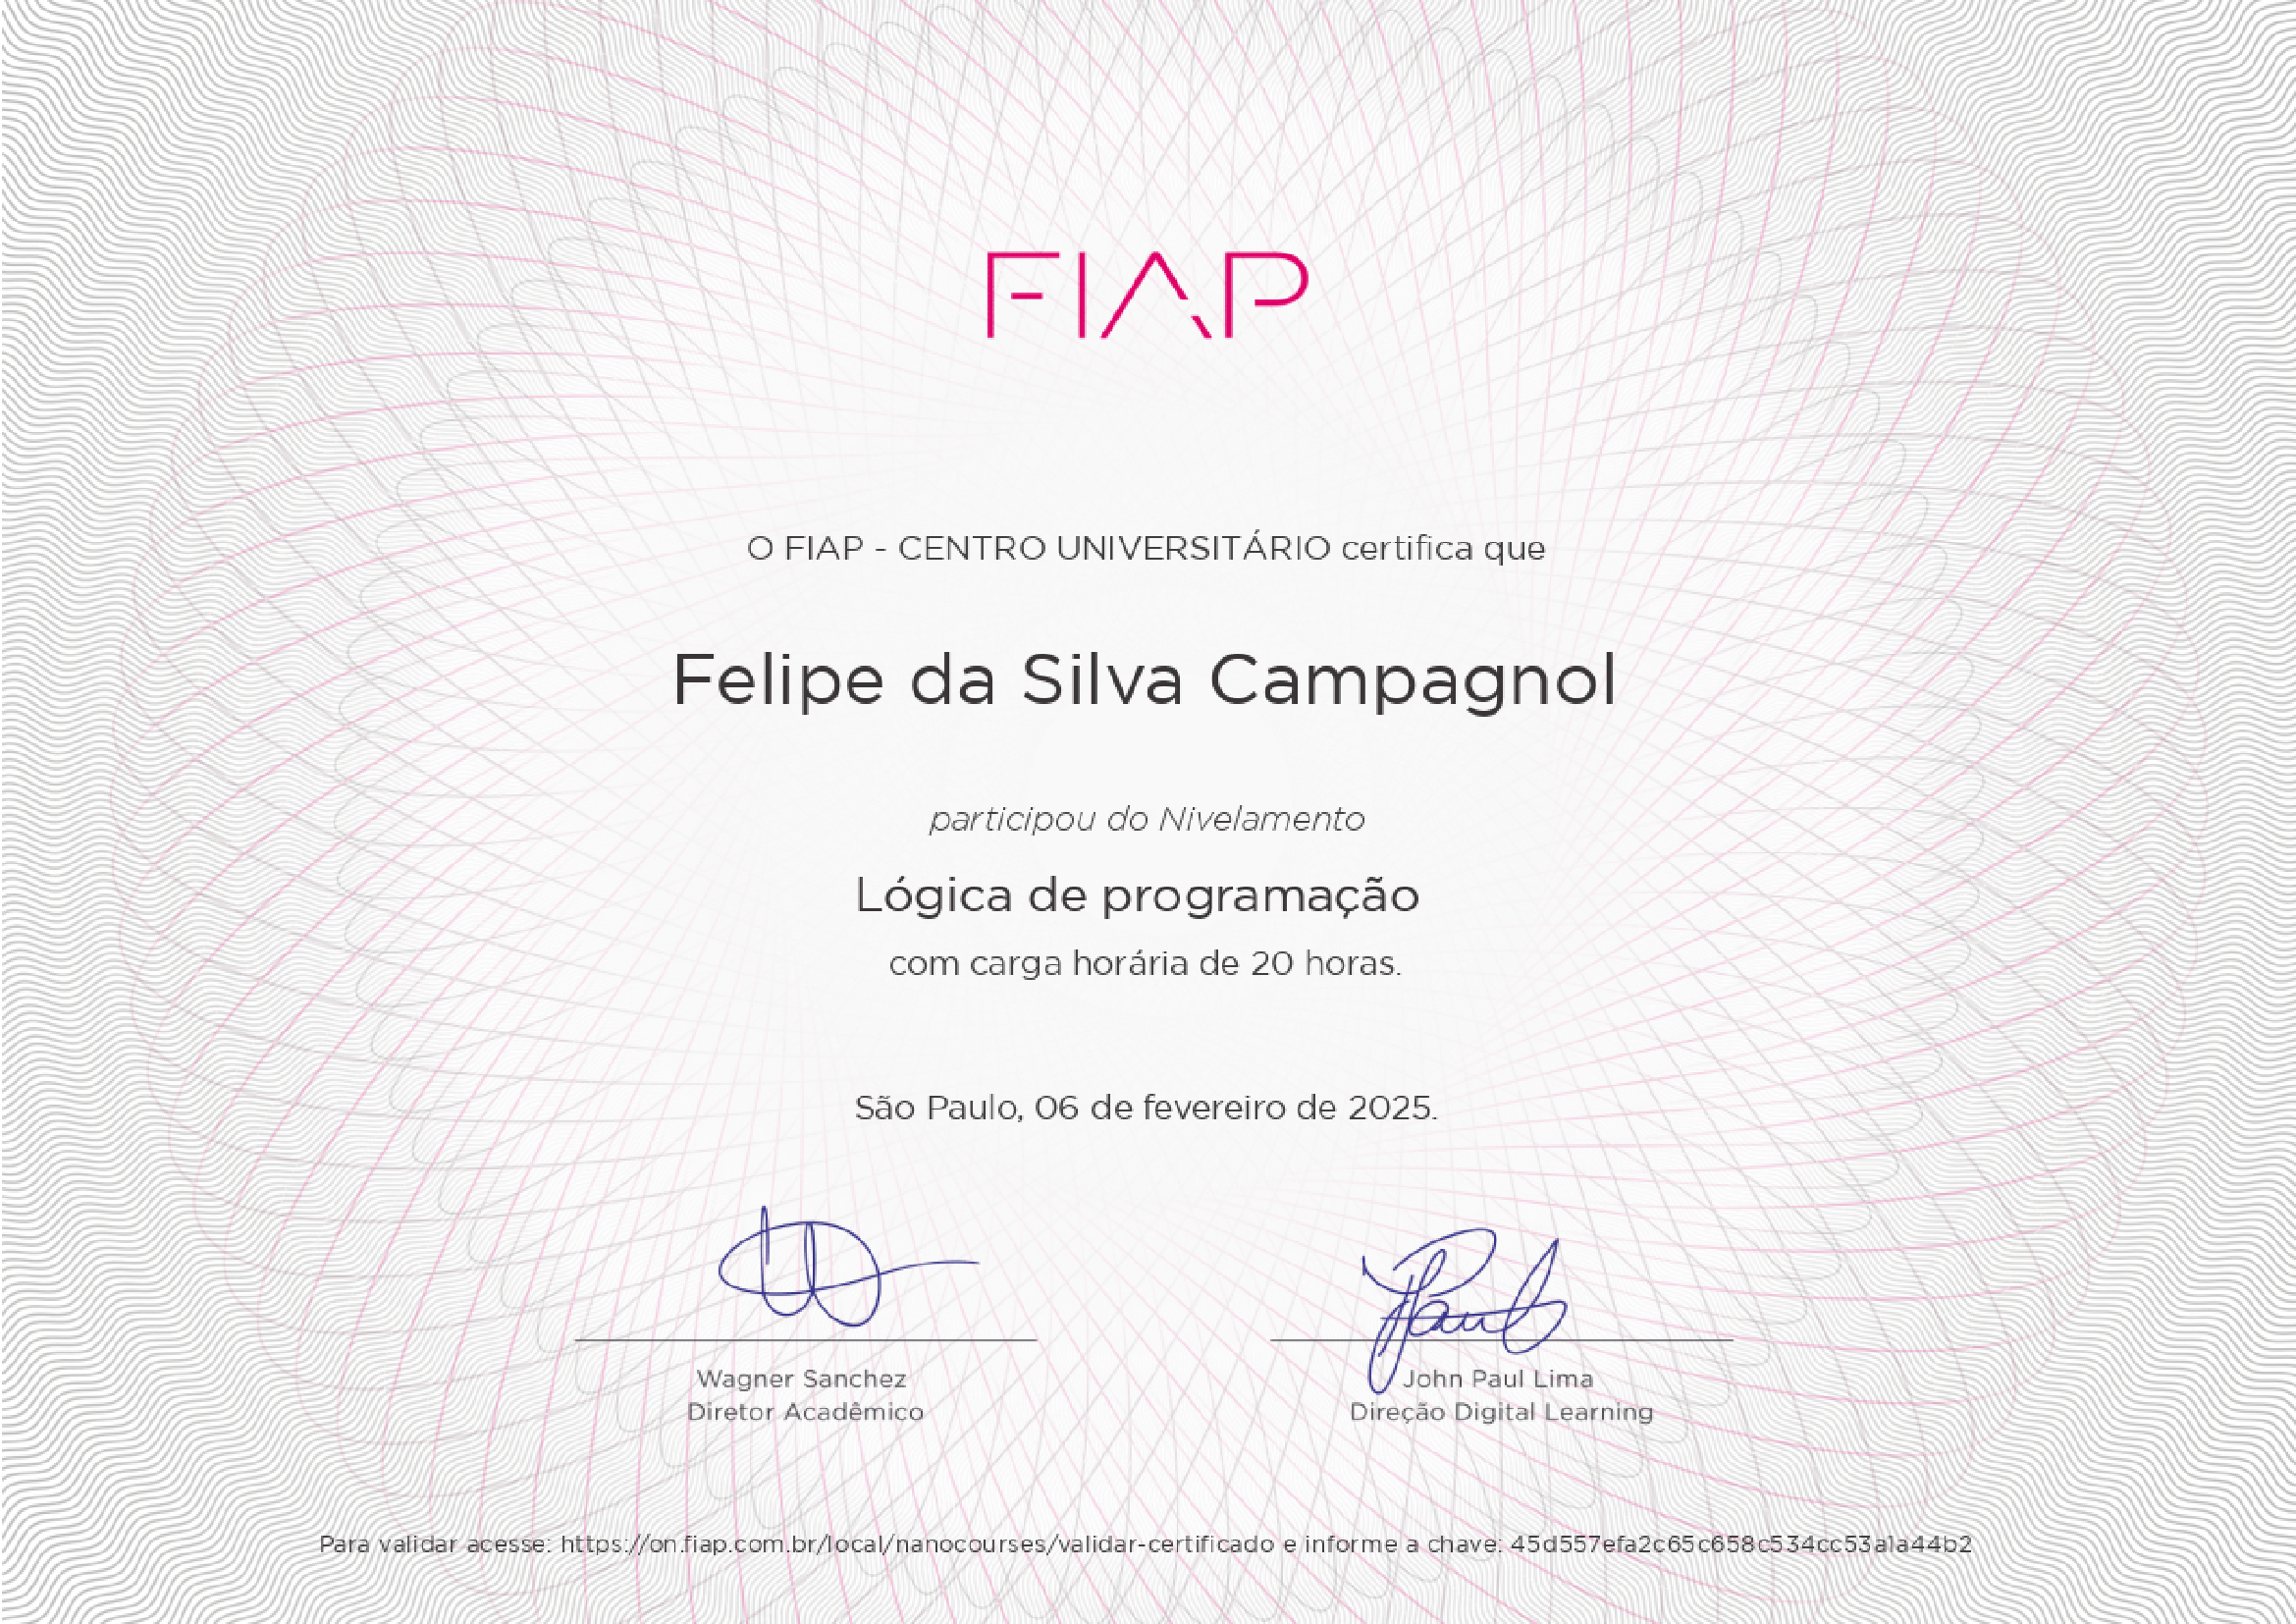 FIAP
O FIAP - CENTRO UNIVERSITÁRIO certifica que
Felipe da Silva Campagnol
participou do Nivelamento
Lógica de programação
com carga horária de 20 horas.
São Paulo, 06 de fevereiro de 2025.
Wagner Sanchez
Diretor Acadêmico
John Paul Lima
Direção Digital Learning
Para validar acesse: https://on.fiap.com.br/local/nanocourses/validar-certificado e informe a chave: 45d557efa2c65c658c534cc53a1a44b2